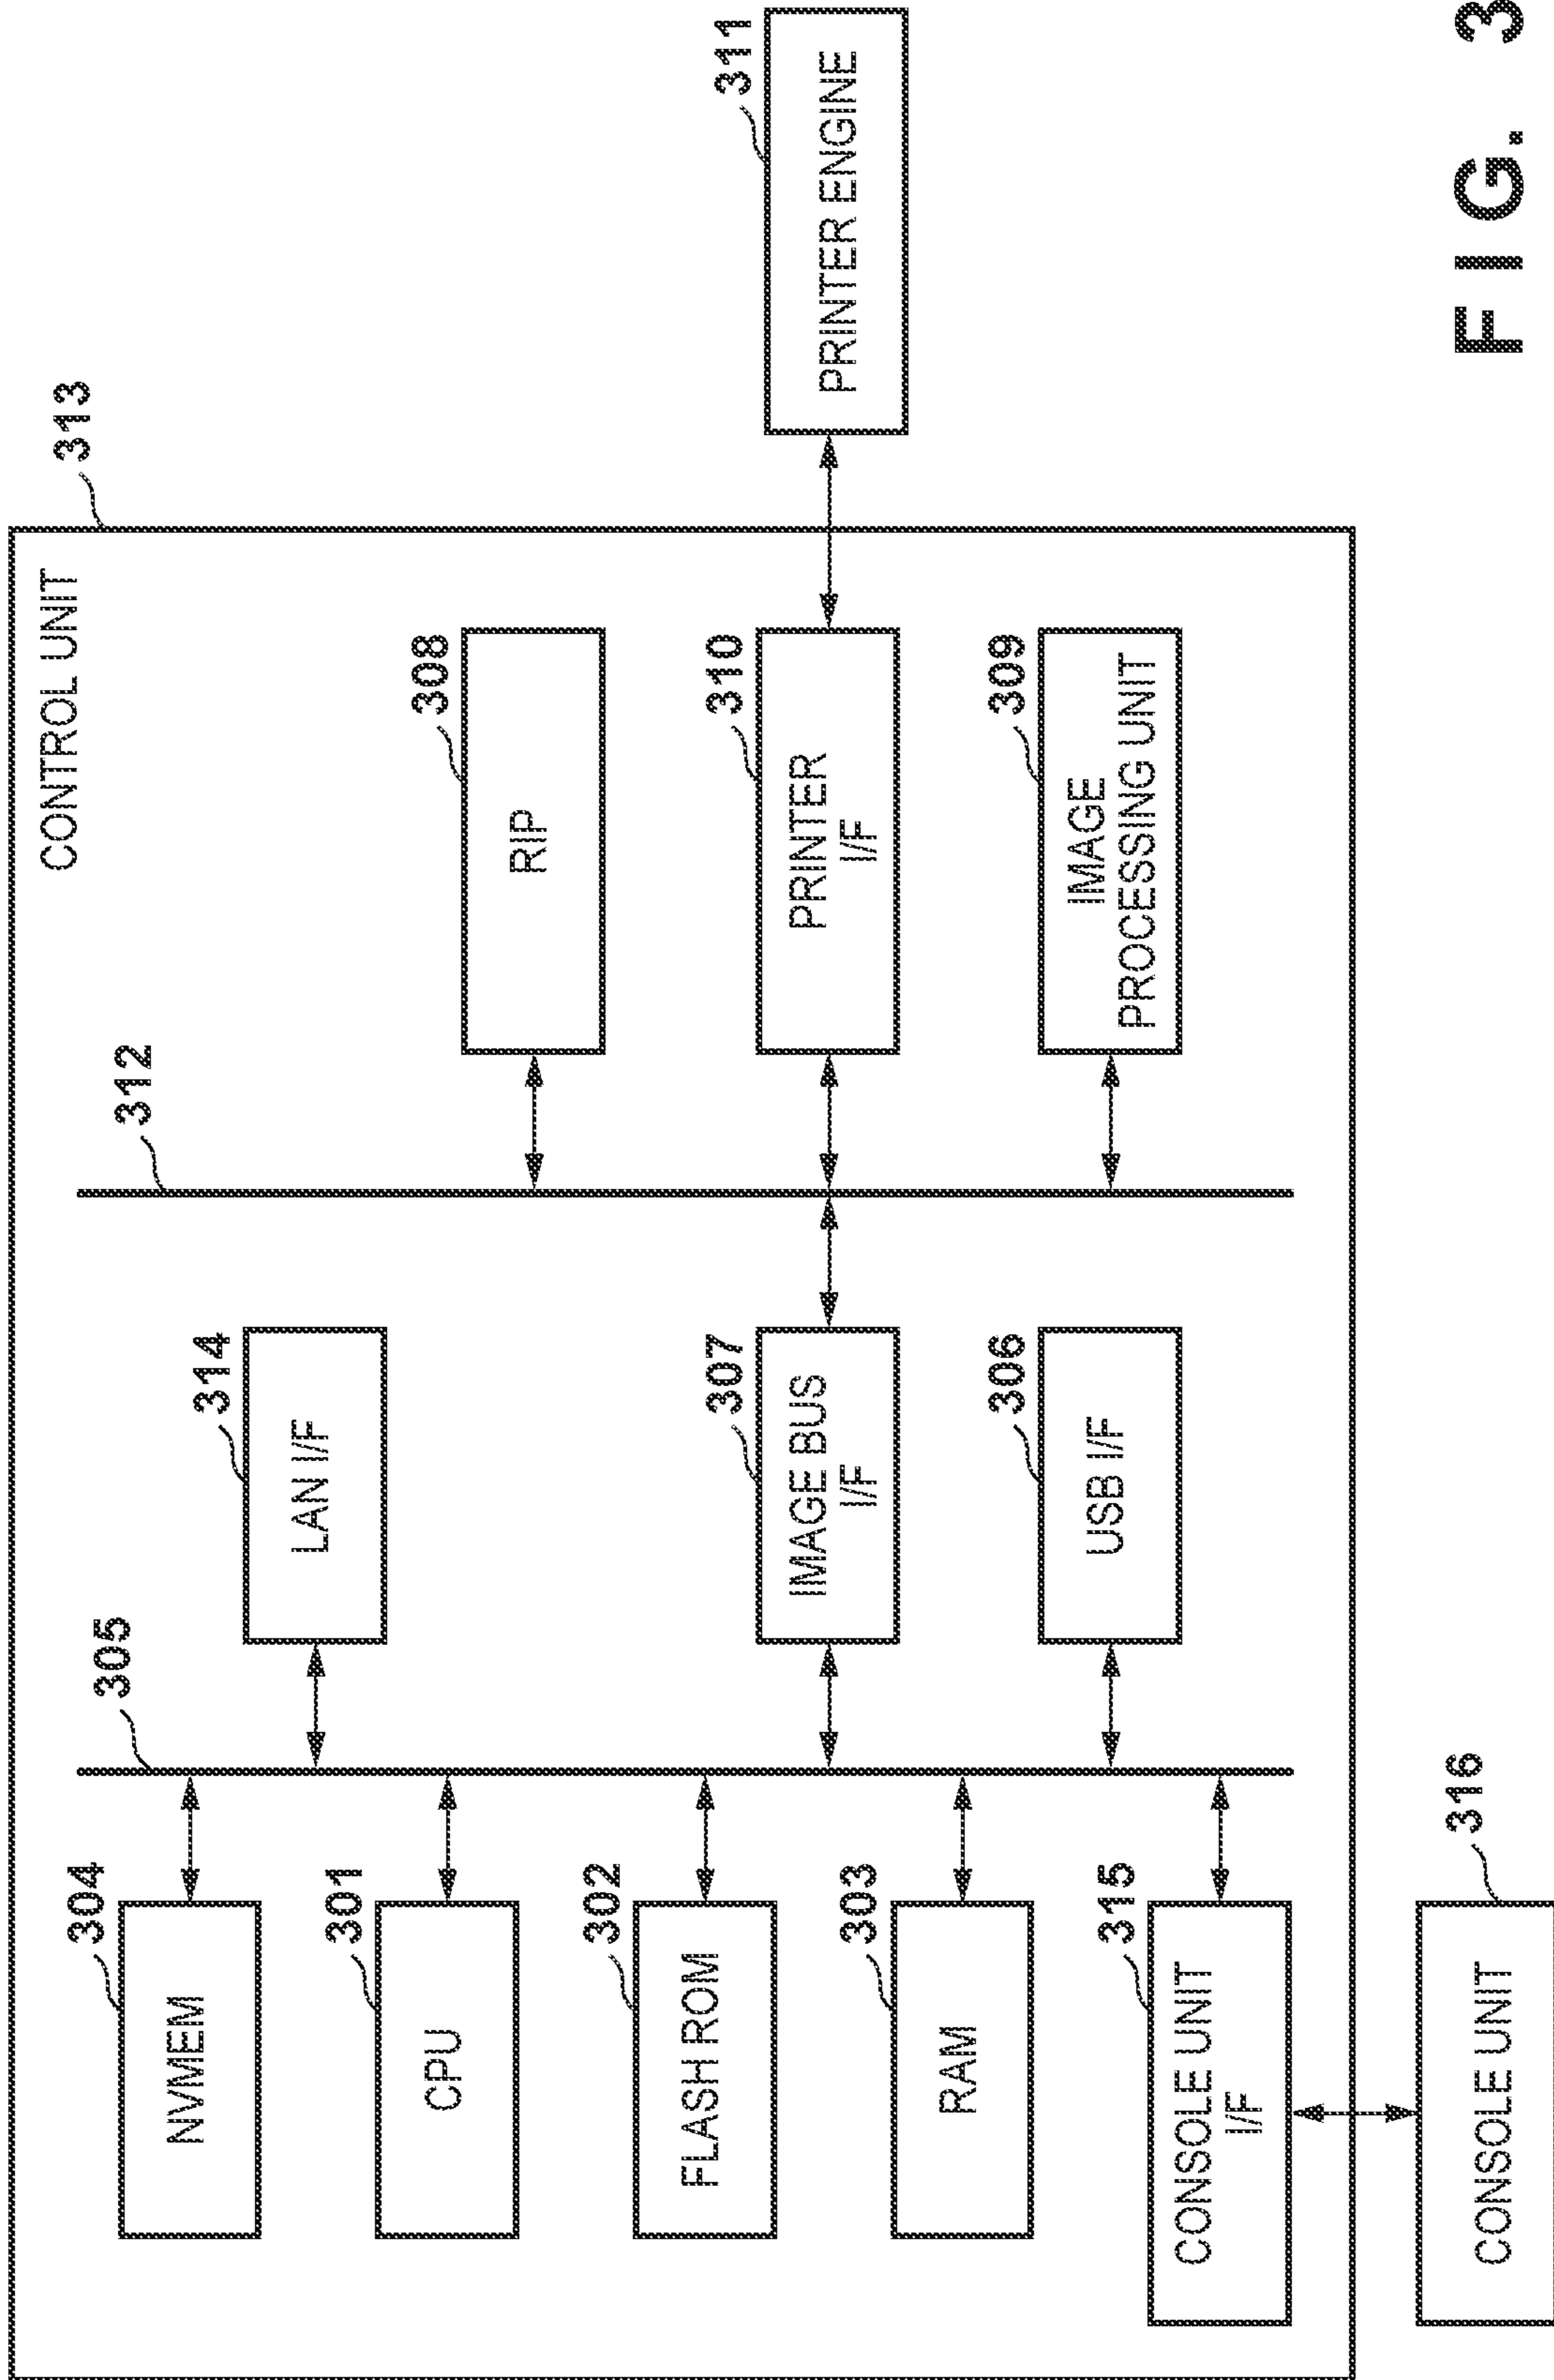 CONTROL UNIT
313
304
NVMEM
301
CPU
302
FLASH ROM
303
RAM
315
CONSOLE UNIT
I/F
316
CONSOLE UNIT
305
314
LAN I/F
307
IMAGE BUS
I/F
306
USB I/F
312
308
RIP
310
PRINTER
I/F
309
IMAGE
PROCESSING UNIT
311
PRINTER ENGINE
FIG. 3